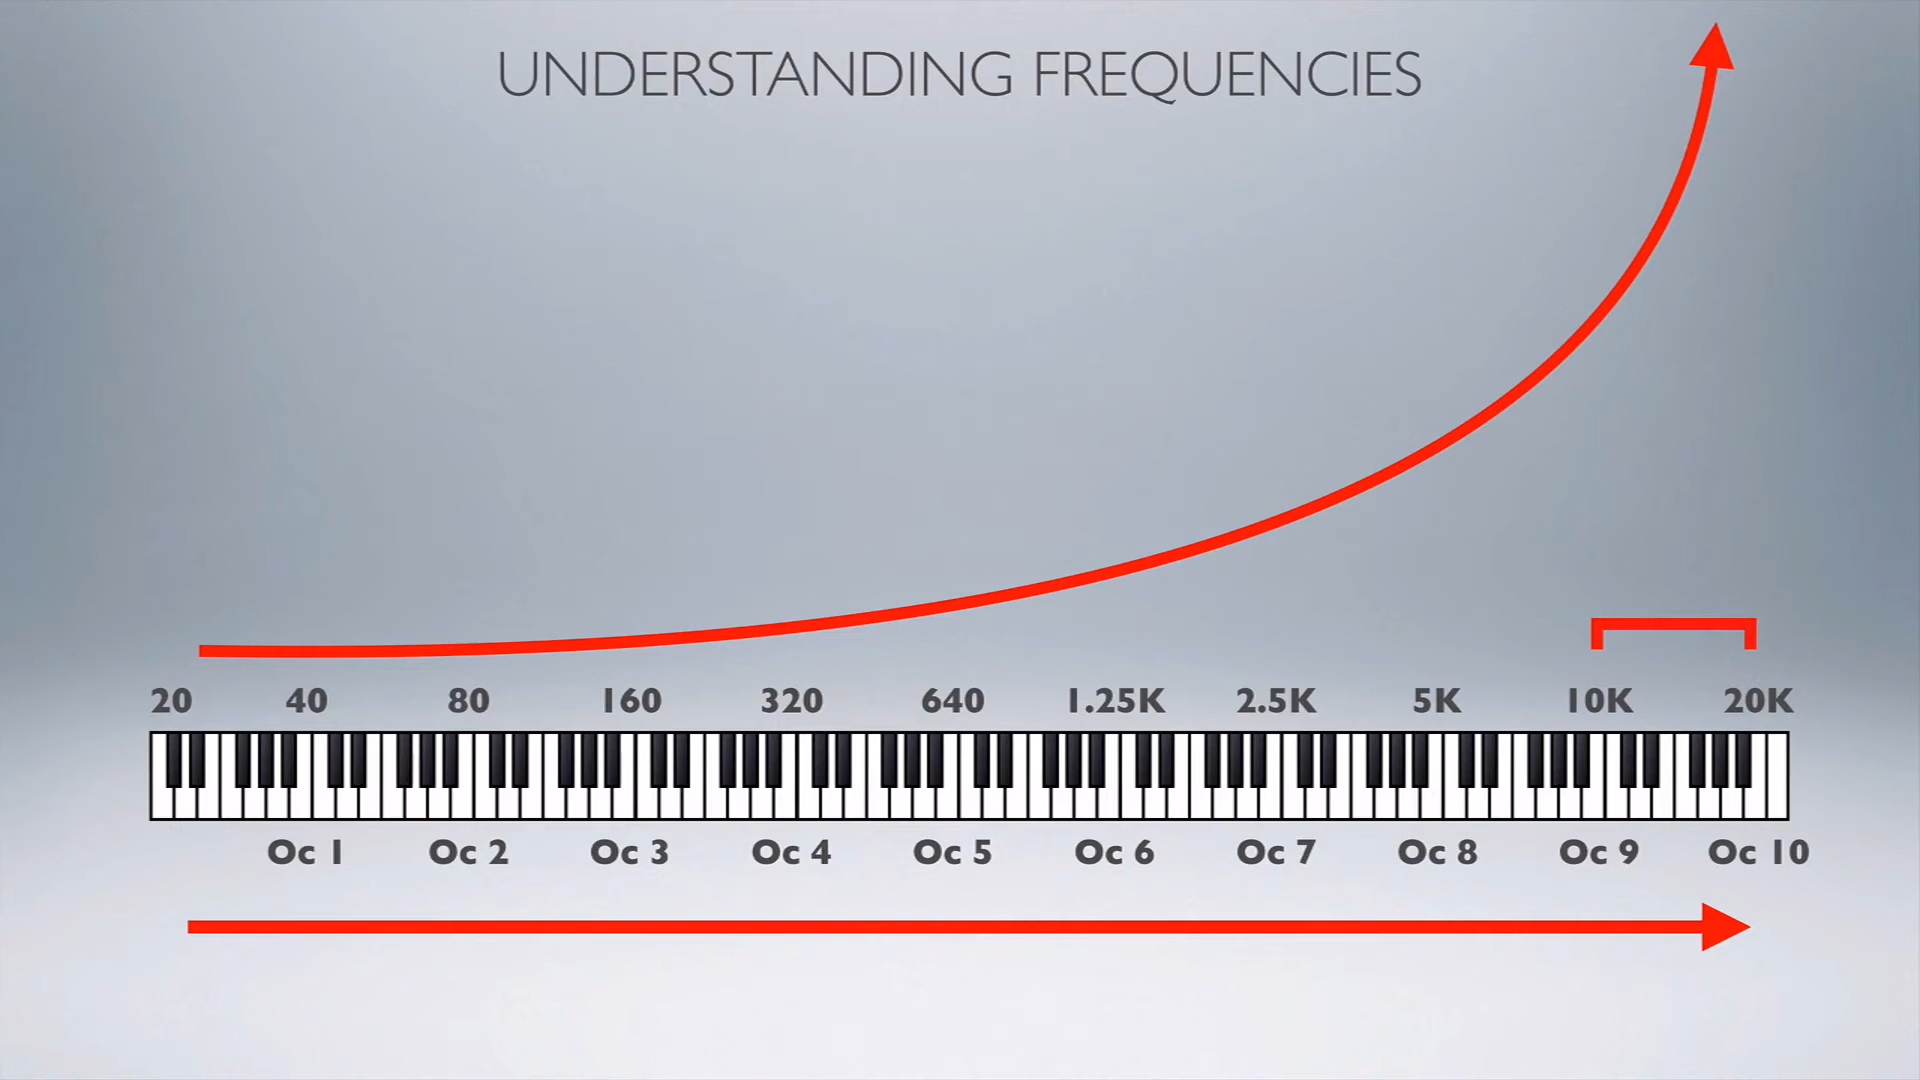 UNDERSTANDING FREQUENCIES
20 40 80 160 320 640 1.25K 2.5K 5K 10K 20K
Oc 1 Oc 2 Oc 3 Oc 4 Oc 5 Oc 6 Oc 7 Oc 8 Oc 9 Oc 10